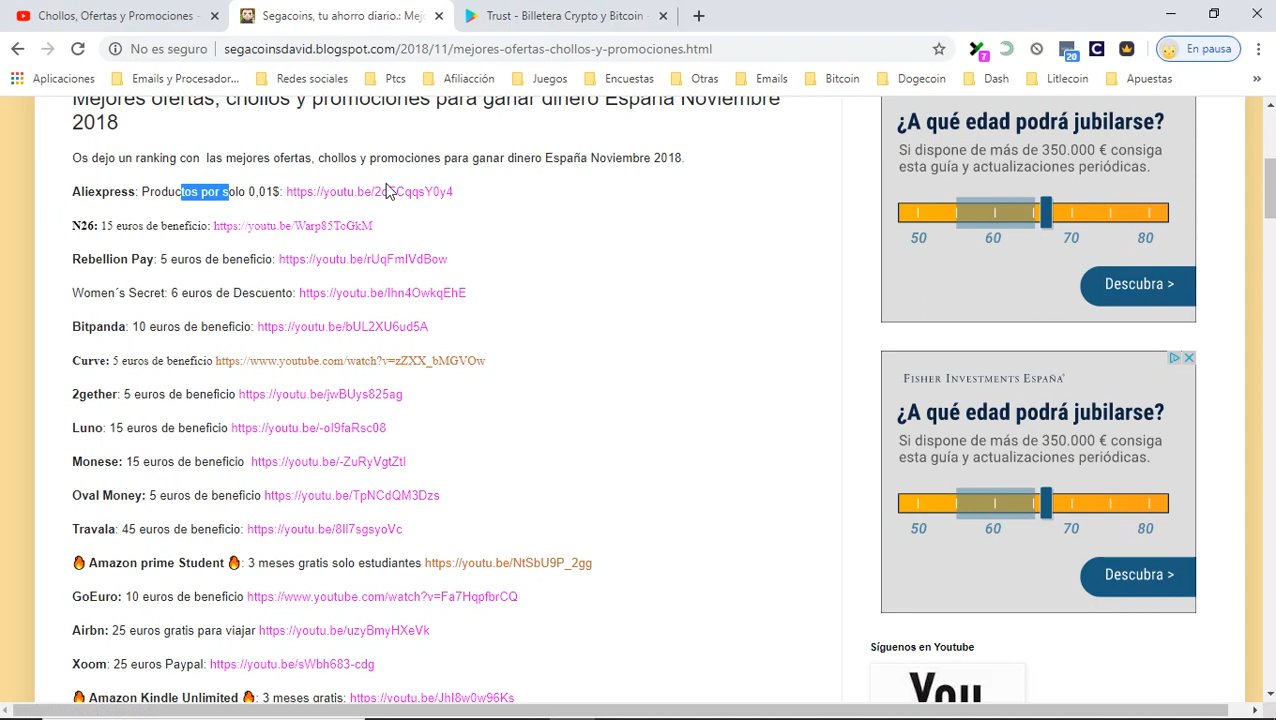 Chollos, Ofertas y Promociones -
Segacoins, tu ahorro diario.: Mej
Trust - Billetera Crypto y Bitcoin -
No es seguro
segacoinsdavid.blogspot.com/2018/11/mejores-ofertas-chollos-y-promociones.html
7
20
En pausa
Aplicaciones
Emails y Procesador...
Redes sociales
Ptcs
Afiliación
Juegos
Encuestas
Otras
Emails
Bitcoin
Dogecoin
Dash
Litlecoin
Apuestas
»
Mejores ofertas, chollos y promociones para ganar dinero España Noviembre
2018
Os dejo un ranking con las mejores ofertas, chollos y promociones para ganar dinero España Noviembre 2018.
Aliexpress: Productos por solo 0,01$:
N26: 15 euros de beneficio: https://youtu.be/Warp85ToGkM
Rebellion Pay: 5 euros de beneficio: https://youtu.be/rUqFmIVdBow
Women´s Secret: 6 euros de Descuento: https://youtu.be/lhn4OwkqEhE
Bitpanda: 10 euros de beneficio: https://youtu.be/bUL2XU6ud5A
Curve: 5 euros de beneficio https://www.youtube.com/watch?v=zZXX_bMGVOw
2gether: 5 euros de beneficio https://youtu.be/jwBUys825ag
Luno: 15 euros de beneficio https://youtu.be/-oI9faRsc08
Monese: 15 euros de beneficio https://youtu.be/-ZuRyVgtZtI
Oval Money: 5 euros de beneficio https://youtu.be/TpNCdQM3Dzs
Travala: 45 euros de beneficio: https://youtu.be/8Il7sgsyoVc
Amazon prime Student : 3 meses gratis solo estudiantes https://youtu.be/NtSbU9P_2gg
GoEuro: 10 euros de beneficio https://www.youtube.com/watch?v=Fa7HqpfbrCQ
Airbn: 25 euros gratis para viajar https://youtu.be/uzyBmyHXeVk
Xoom: 25 euros Paypal: https://youtu.be/sWbh683-cdg
Amazon Kindle Unlimited : 3 meses gratis: https://youtu.be/JhI8w0w96Ks
¿A qué edad podrá jubilarse?
Si dispone de más de 350.000 € consiga
esta guía y actualizaciones periódicas.
50 60 70 80
Descubra >
FISHER INVESTMENTS ESPAÑA
¿A qué edad podrá jubilarse?
Si dispone de más de 350.000 € consiga
esta guía y actualizaciones periódicas.
50 60 70 80
Descubra >
Síguenos en Youtube
You